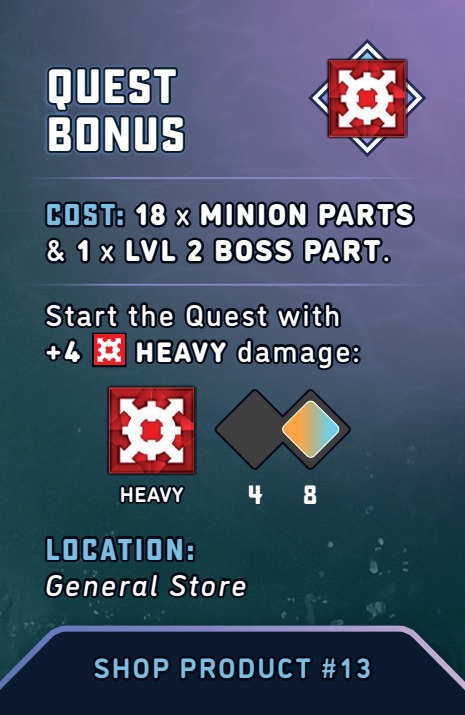 QUEST
BONUS
COST: 18 x MINION PARTS
& 1 x LVL 2 BOSS PART.
Start the Quest with
+4 HEAVY damage:
HEAVY 4 8
LOCATION:
General Store
SHOP PRODUCT #13